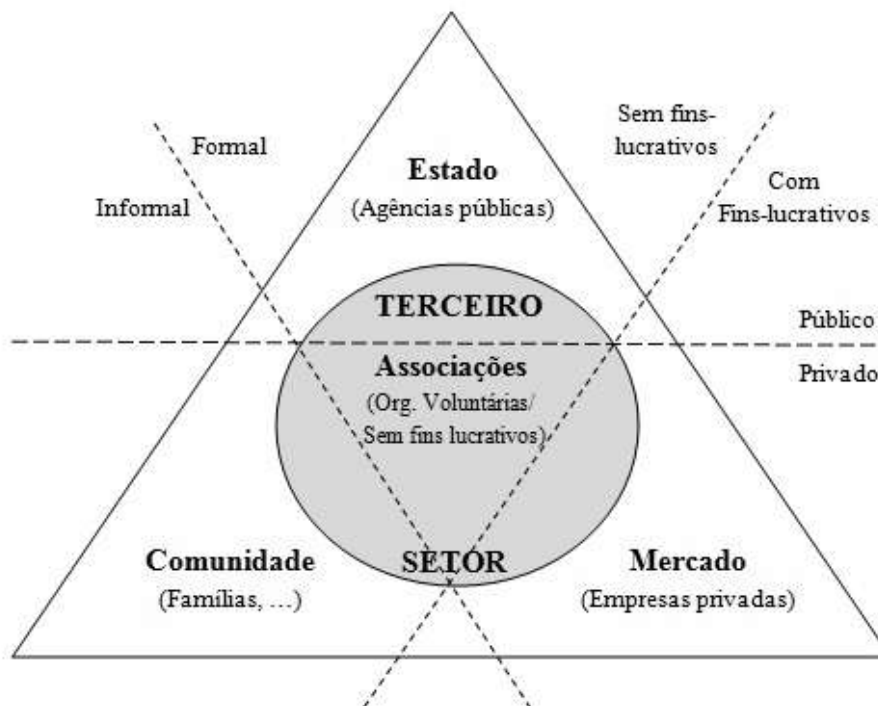 Sem fins-
lucrativos
Formal
Estado
(Agências públicas)
Com
Fins-lucrativos
Informal
TERCEIRO
Público
Associações
(Org. Voluntárias/
Sem fins lucrativos)
Privado
Comunidade
(Famílias, ...)
SETOR
Mercado
(Empresas privadas)